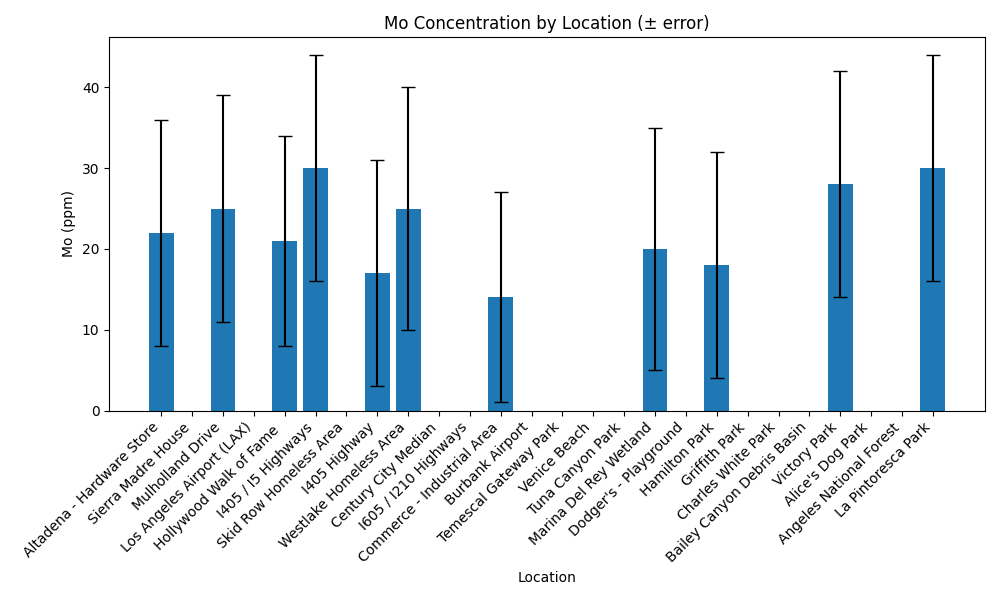 Mo Concentration by Location (± error)
Mo (ppm)
40
30
20
10
0
Altadena - Hardware Store
Sierra Madre House
Mulholland Drive
Los Angeles Airport (LAX)
Hollywood Walk of Fame
I405 / I5 Highways
Skid Row Homeless Area
I405 Highway
Westlake Homeless Area
Century City Median
I605 / I210 Highways
Commerce - Industrial Area
Burbank Airport
Temescal Gateway Park
Venice Beach
Tuna Canyon Park
Marina Del Rey Wetland
Dodger's - Playground
Hamilton Park
Griffith Park
Charles White Park
Bailey Canyon Debris Basin
Victory Park
Alice's Dog Park
Angeles National Forest
La Pintoresca Park
Location